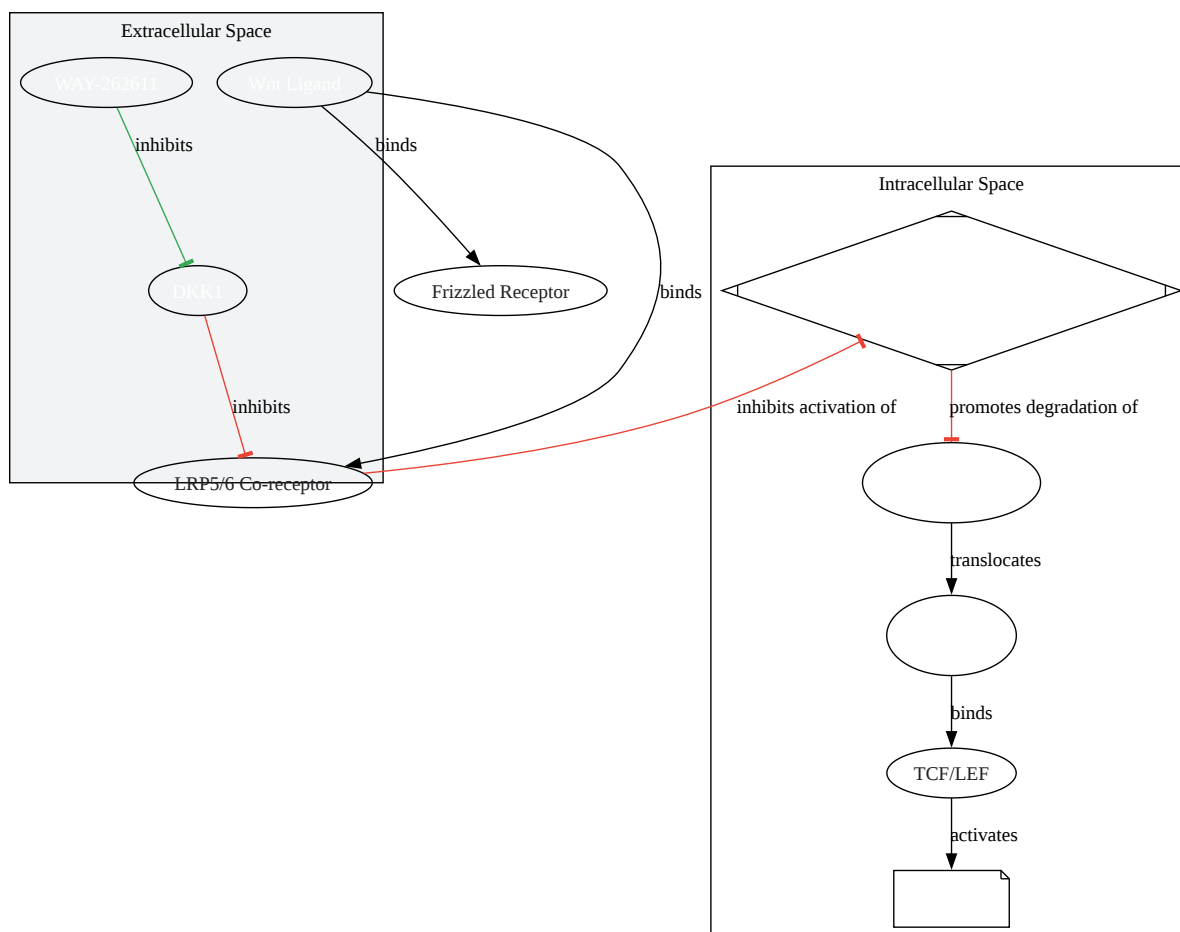 Extracellular Space
WAY-262611
Wnt Ligand
inhibits
binds
Intracellular Space
DKK1
Frizzled Receptor
binds
inhibits
inhibits activation of
promotes degradation of
LRP5/6 Co-receptor
translocates
binds
TCF/LEF
activates